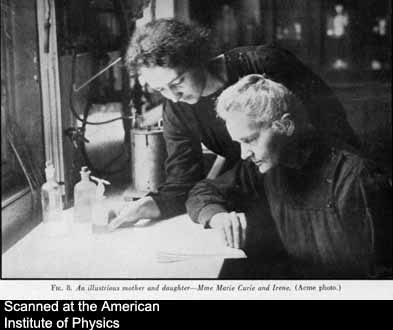 FIG. 8. An illustrious mother and daughter—Mme Marie Curie and Irene. (Acme photo.)
Scanned at the American
Institute of Physics